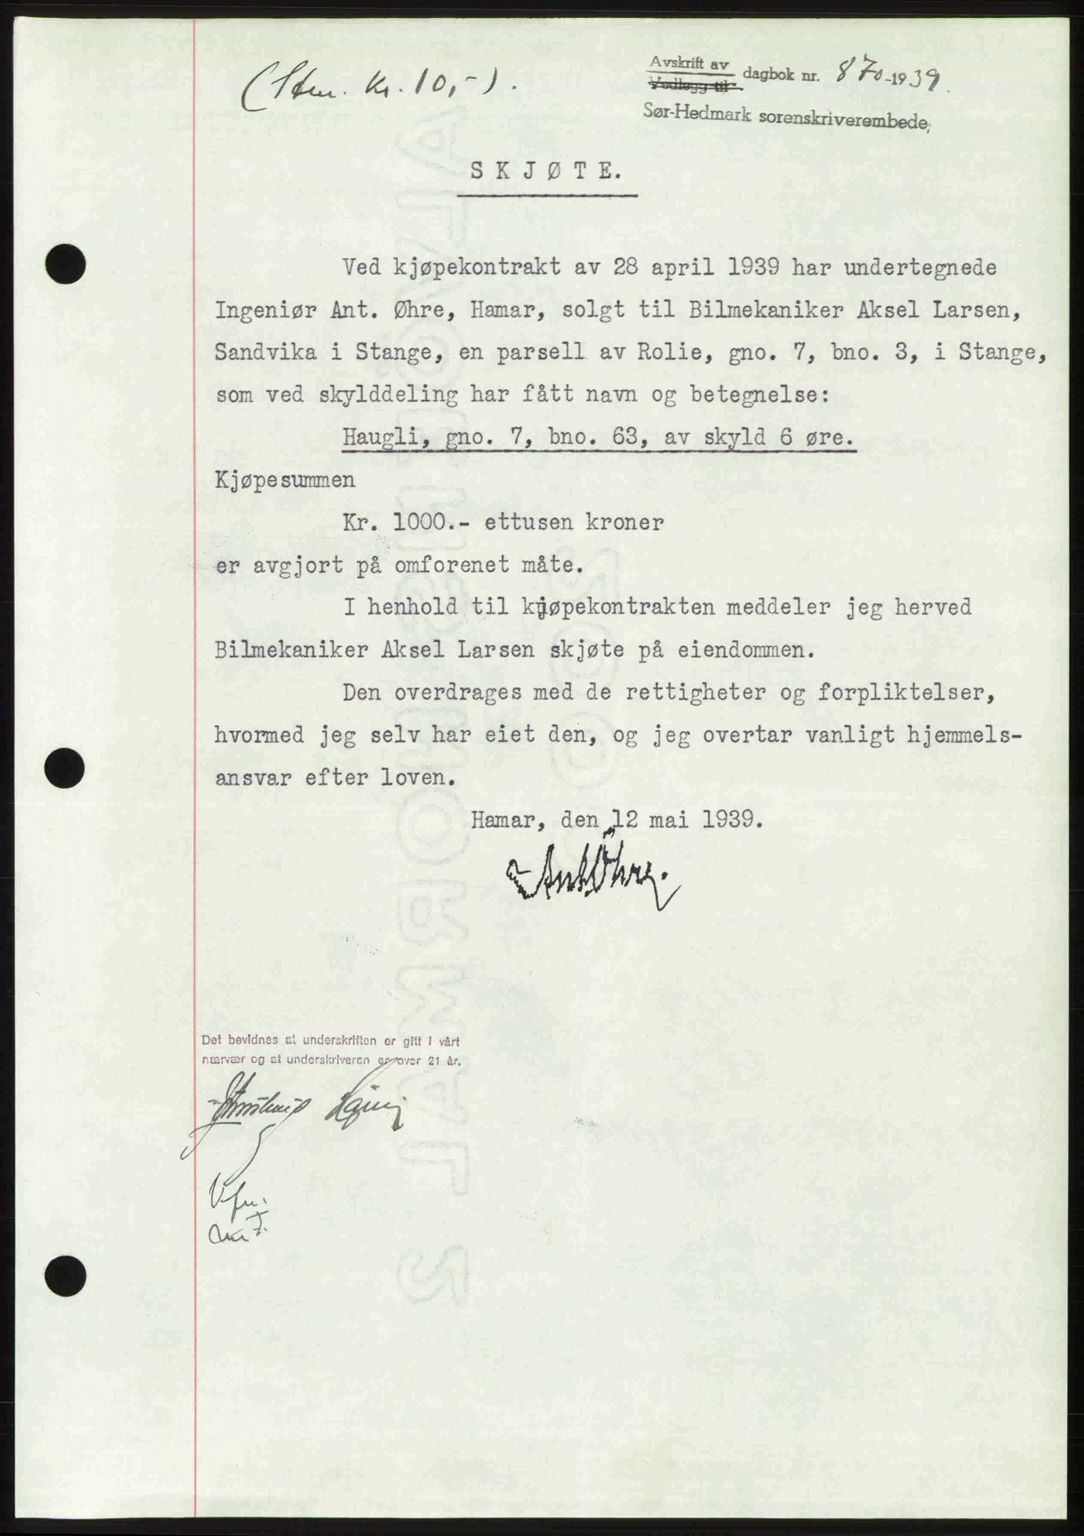 (Stm. kr. 10,-).
Avskrift av
Vedlegg til
dagbok nr. 870-1939.
Sør-Hedmark sorenskriverembede,
SKJØTE.
Ved kjøpekontrakt av 28 april 1939 har undertegnede
Ingeniør Ant. Øhre, Hamar, solgt til Bilmekaniker Aksel Larsen,
Sandvika i Stange, en parsell av Rolie, gno. 7, bno. 3, i Stange,
som ved skylddeling har fått navn og betegnelse:
Haugli, gno. 7, bno. 63, av skyld 6 øre.
Kjøpesummen
Kr. 1000.- ettusen kroner
er avgjort på omforenet måte.
I henhold til kjøpekontrakten meddeler jeg herved
Bilmekaniker Aksel Larsen skjøte på eiendommen.
Den overdrages med de rettigheter og forpliktelser,
hvormed jeg selv har eiet den, og jeg overtar vanligt hjemmels-
ansvar efter loven.
Hamar, den 12 mai 1939.
Ant. Øhre.
Det bevidnes at underskriften er gitt i vårt
nærvær og at underskriveren er over 21 år.